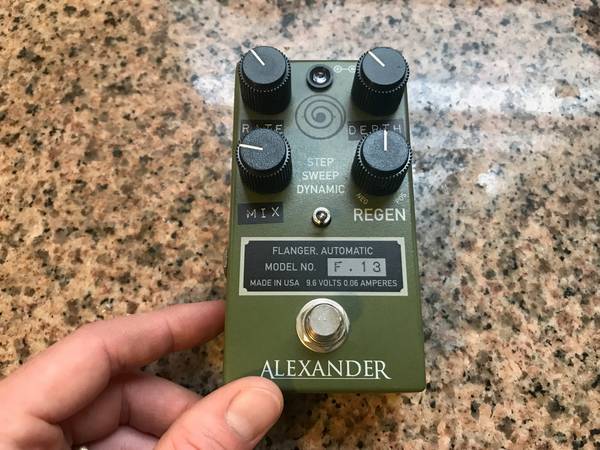 RATE
DEPTH
STEP
SWEEP
DYNAMIC
NEG
POS
MIX
REGEN
FLANGER, AUTOMATIC
MODEL NO. F.13
MADE IN USA 9.6 VOLTS 0.06 AMPERES
ALEXANDER